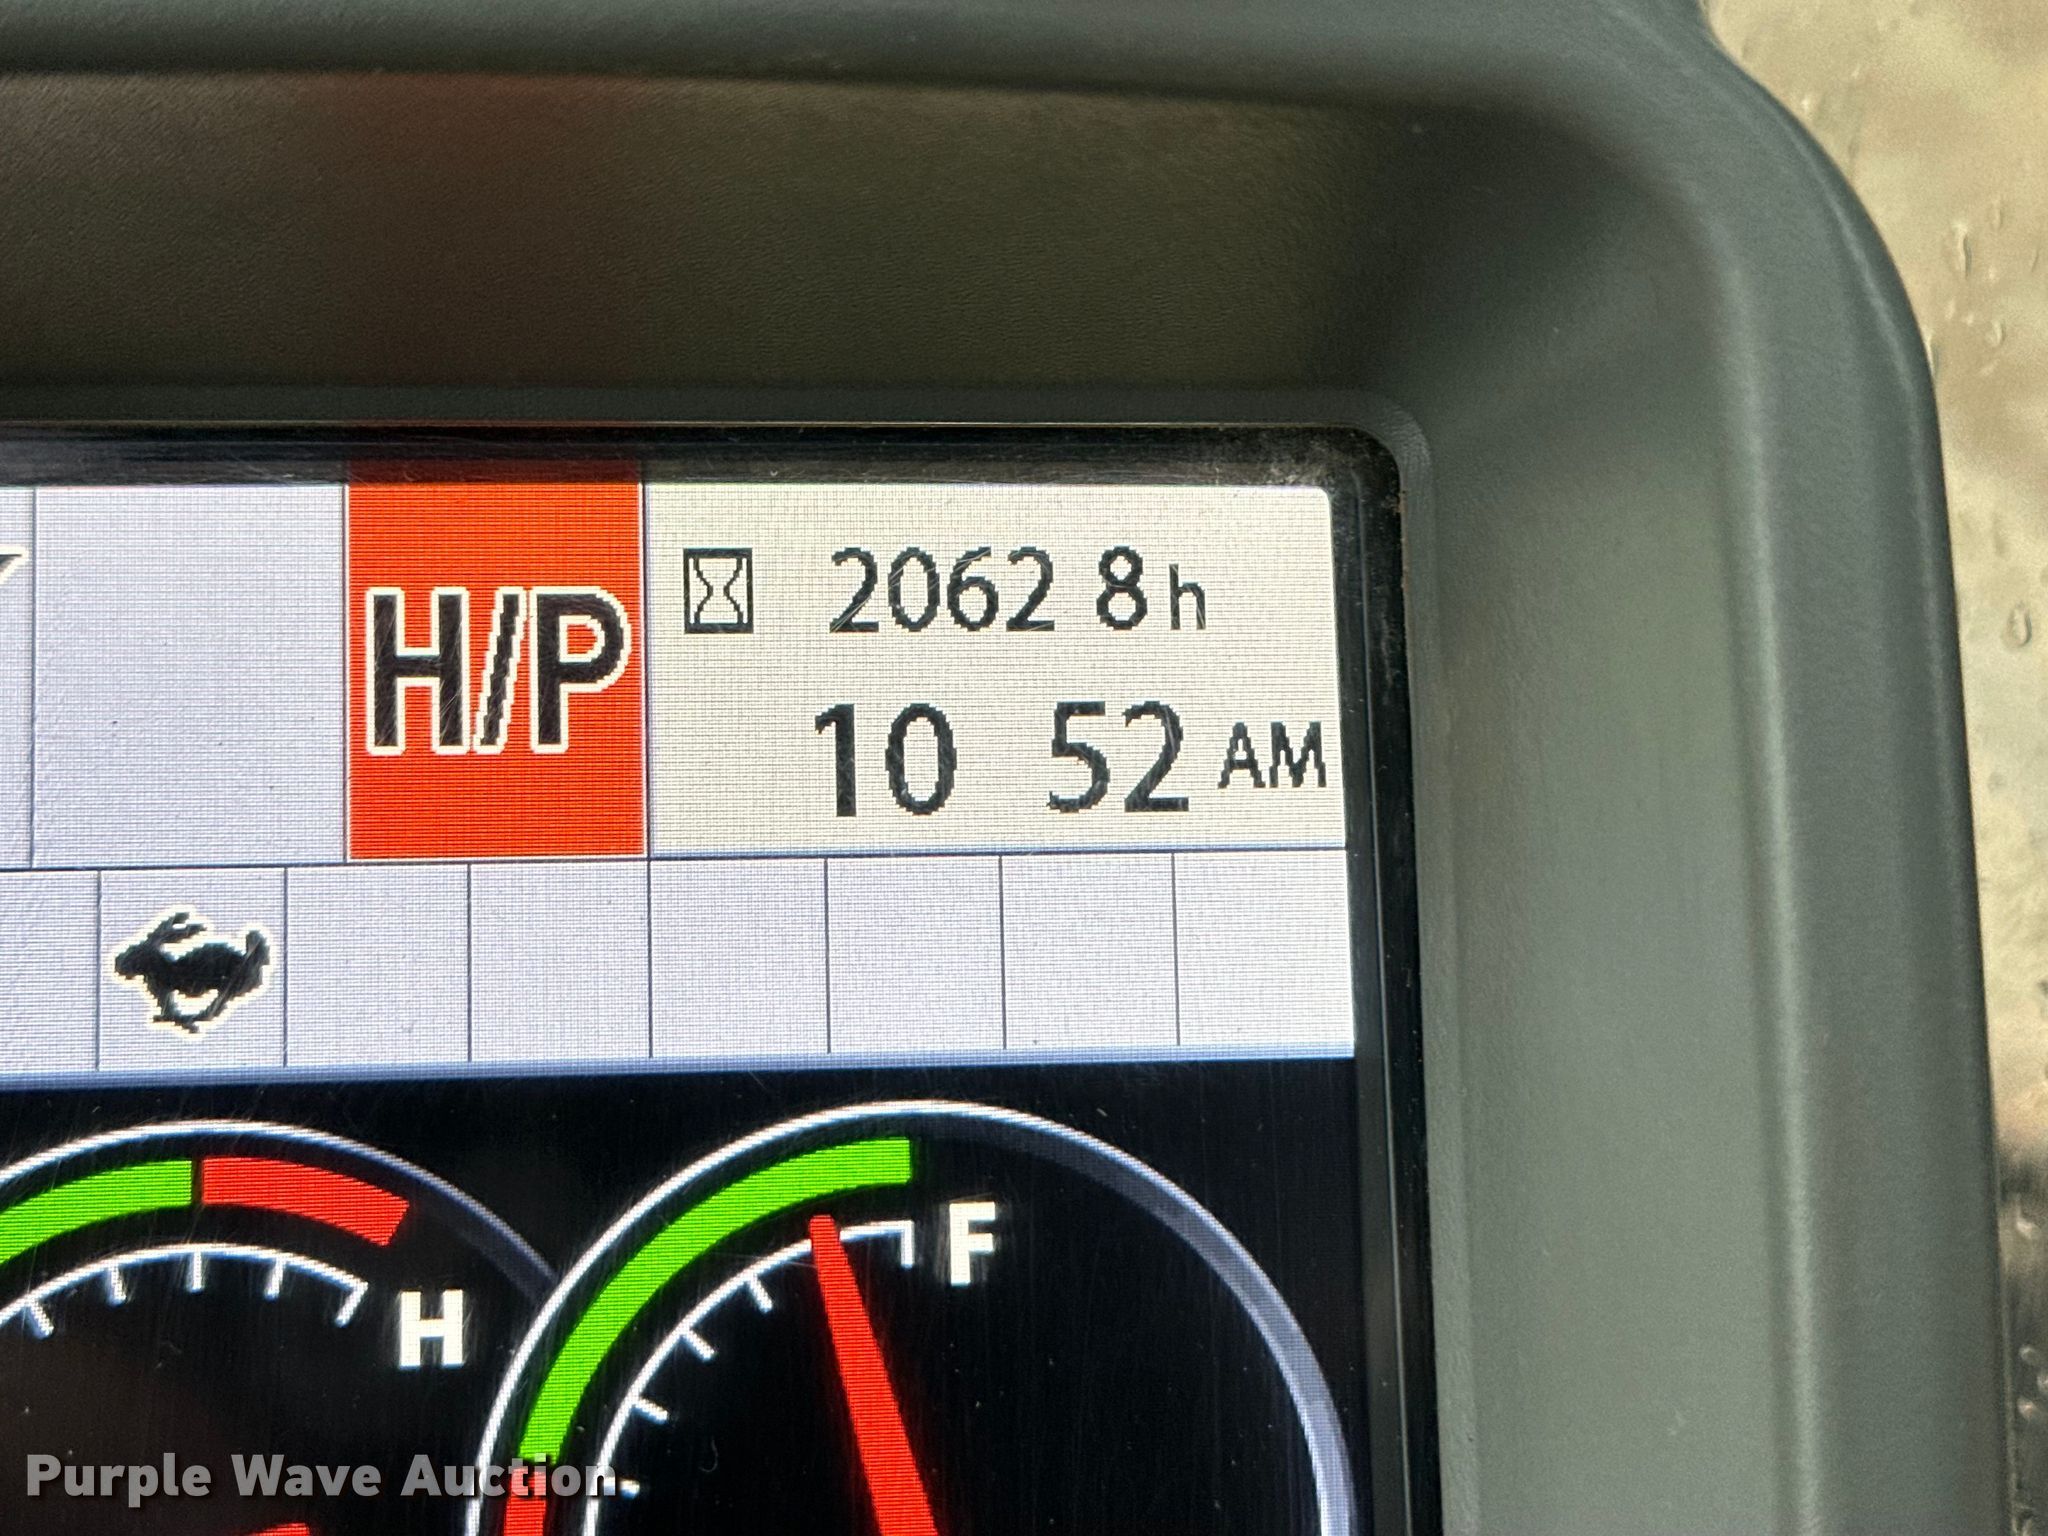 H/P
2062 8h
10 52 AM
H
F
Purple Wave Auction